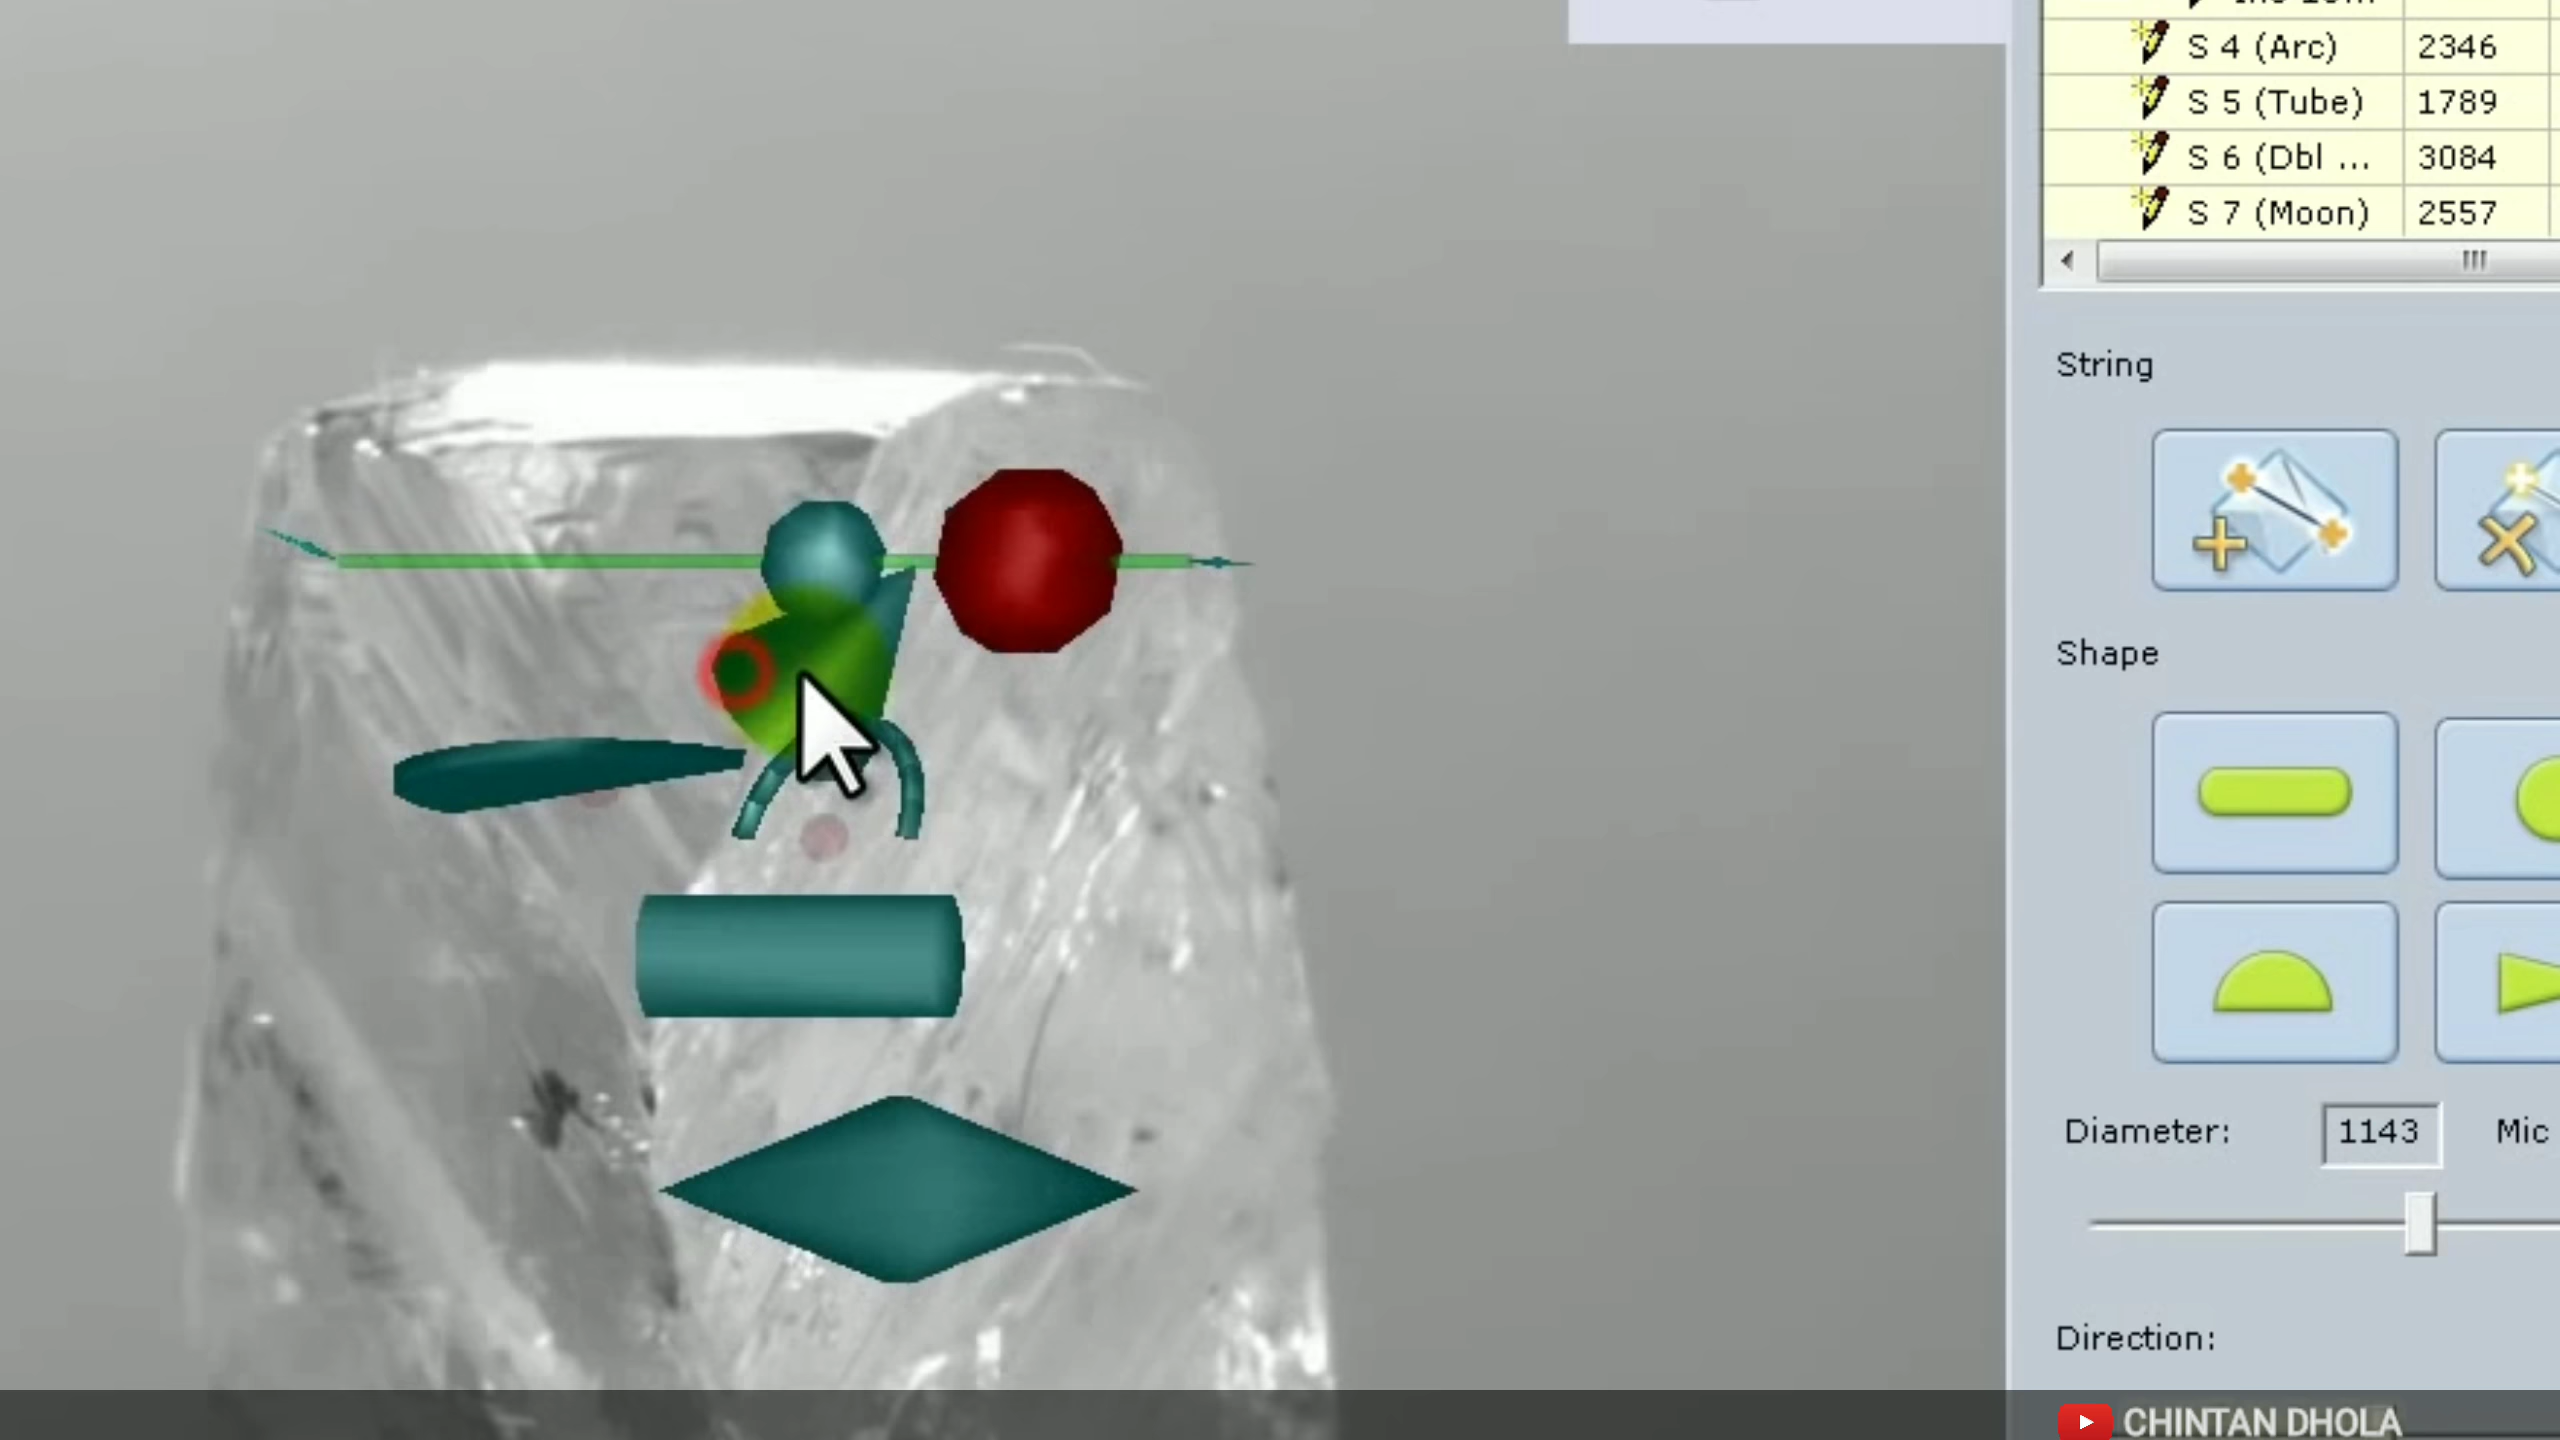 S 4 (Arc) 2346
S 5 (Tube) 1789
S 6 (Dbl ... 3084
S 7 (Moon) 2557
String
Shape
Diameter: 1143 Mic
Direction:
CHINTAN DHOLA